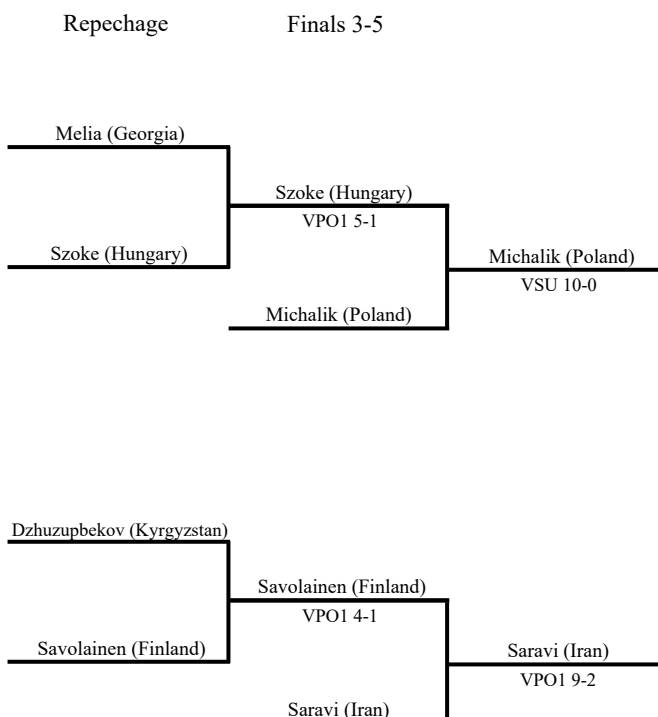 Repechage Finals 3-5
Melia (Georgia)
Szoke (Hungary)
VPO1 5-1
Szoke (Hungary)
Michalik (Poland)
VSU 10-0
Michalik (Poland)
Dzhuzupbekov (Kyrgyzstan)
Savolainen (Finland)
VPO1 4-1
Savolainen (Finland)
Saravi (Iran)
VPO1 9-2
Saravi (Iran)